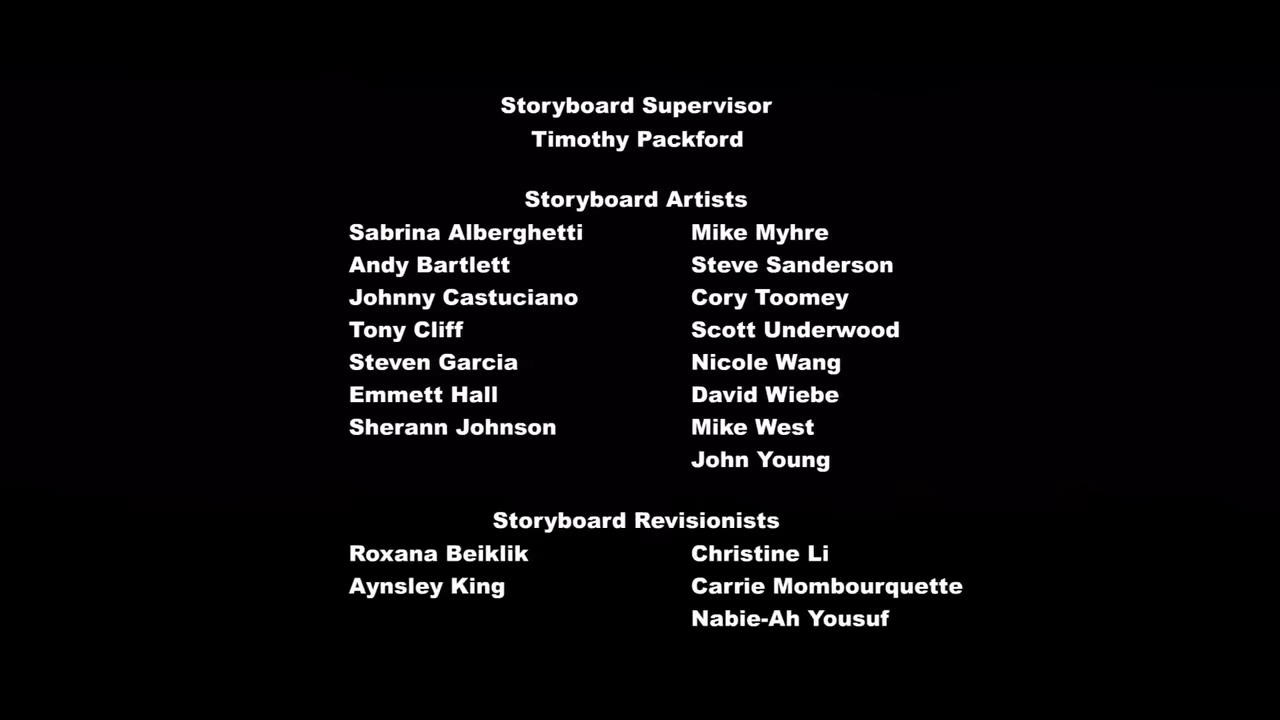 Storyboard Supervisor
Timothy Packford
Storyboard Artists
Sabrina Alberghetti Mike Myhre
Andy Bartlett Steve Sanderson
Johnny Castuciano Cory Toomey
Tony Cliff Scott Underwood
Steven Garcia Nicole Wang
Emmett Hall David Wiebe
Sherann Johnson Mike West
John Young
Storyboard Revisionists
Roxana Beiklik Christine Li
Aynsley King Carrie Mombourquette
Nabie-Ah Yousuf